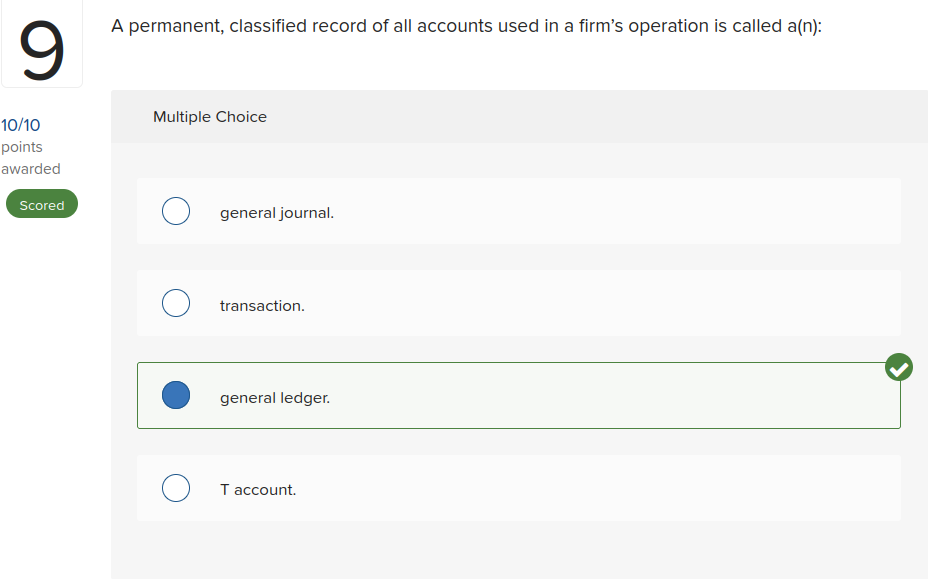 9
A permanent, classified record of all accounts used in a firm’s operation is called a(n):
10/10
points
awarded
Scored
Multiple Choice
general journal.
transaction.
general ledger.
T account.